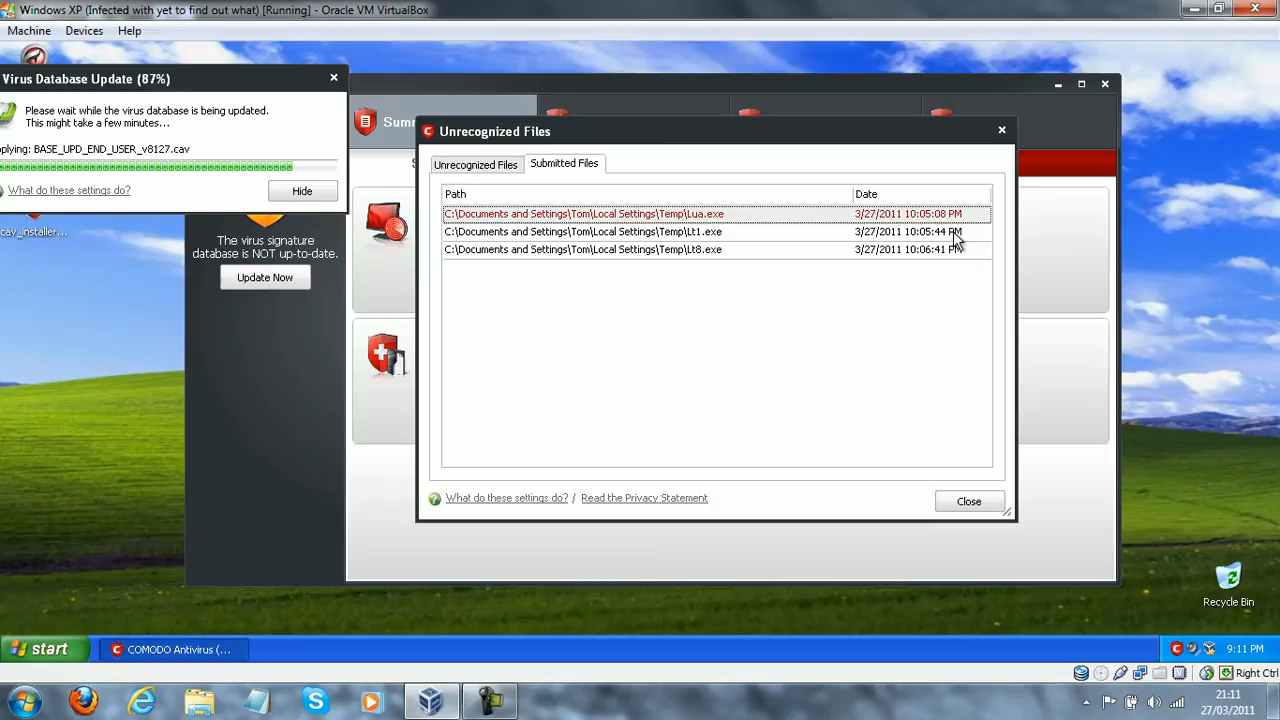 Windows XP (Infected with yet to find out what) [Running] - Oracle VM VirtualBox
Machine Devices Help
Virus Database Update (87%)
Please wait while the virus database is being updated.
This might take a few minutes...
plying: BASE_UPD_END_USER_v8127.cav
What do these settings do?
Hide
cav_installer...
The virus signature
database is NOT up-to-date.
Update Now
Summ
Unrecognized Files
Unrecognized Files Submitted Files
Path Date
C:\Documents and Settings\Tom\Local Settings\Temp\Lua.exe 3/27/2011 10:05:08 PM
C:\Documents and Settings\Tom\Local Settings\Temp\Lt1.exe 3/27/2011 10:05:44 PM
C:\Documents and Settings\Tom\Local Settings\Temp\Lt8.exe 3/27/2011 10:06:41 PM
What do these settings do? / Read the Privacy Statement
Close
Recycle Bin
start
COMODO Antivirus (...
9:11 PM
Right Ctrl
21:11
27/03/2011